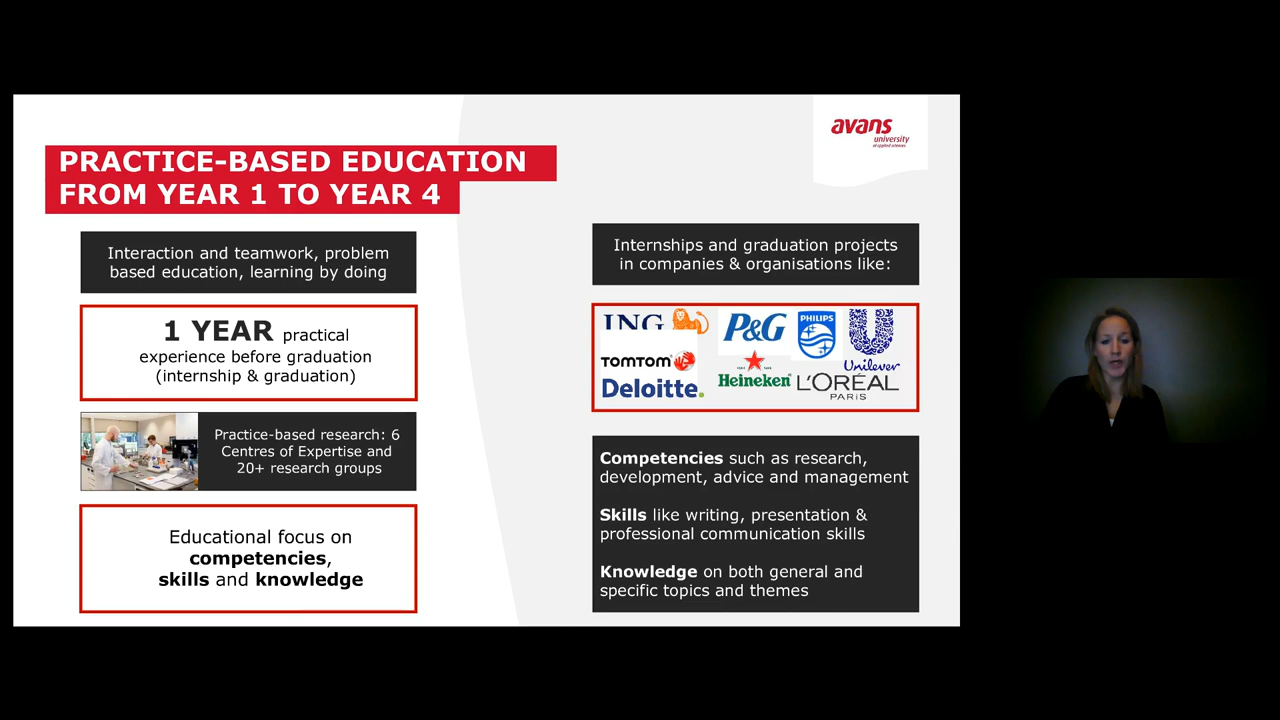 avans
university
of applied sciences
PRACTICE-BASED EDUCATION
FROM YEAR 1 TO YEAR 4
Interaction and teamwork, problem
based education, learning by doing
1 YEAR practical
experience before graduation
(internship & graduation)
Practice-based research: 6
Centres of Expertise and
20+ research groups
Educational focus on
competencies,
skills and knowledge
Internships and graduation projects
in companies & organisations like:
ING
P&G
PHILIPS
Unilever
TOMTOM
Heineken
Deloitte.
L'ORÉAL
PARIS
Competencies such as research,
development, advice and management
Skills like writing, presentation &
professional communication skills
Knowledge on both general and
specific topics and themes